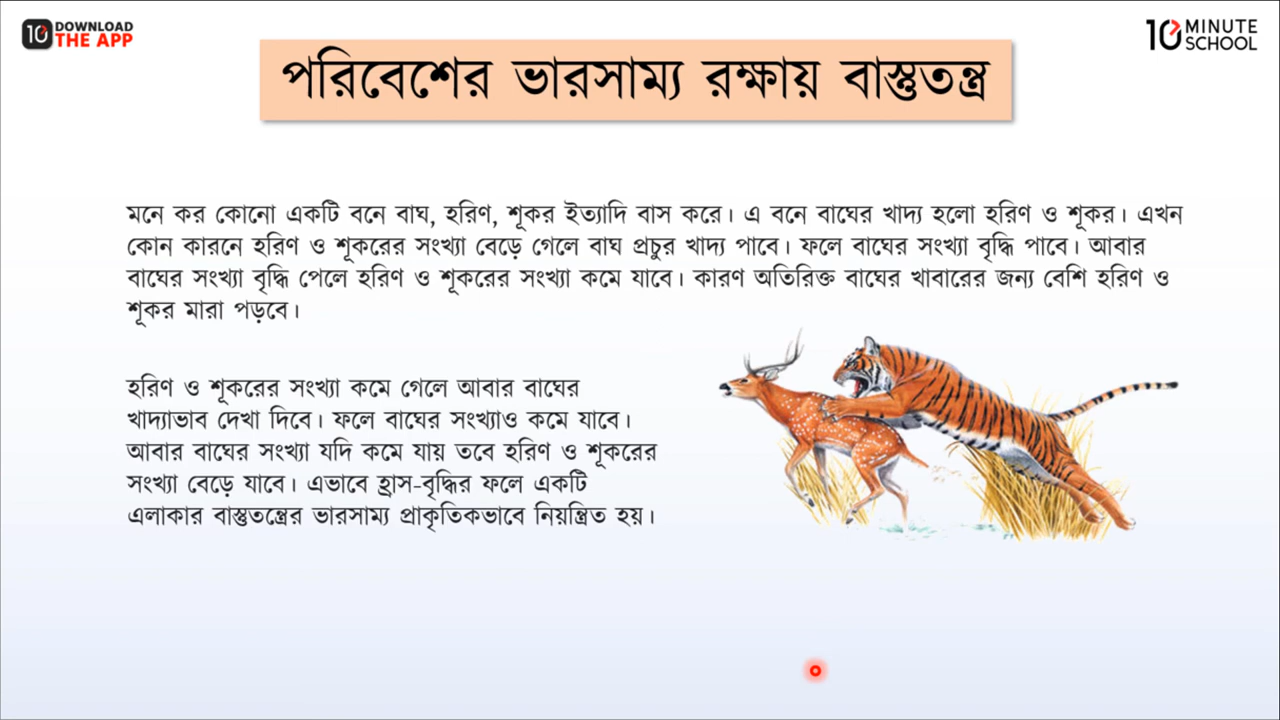 DOWNLOAD
THE APP
10 MINUTE
SCHOOL
পরিবেশের ভারসাম্য রক্ষায় বাস্তুতন্ত্র
মনে কর কোনো একটি বনে বাঘ, হরিণ, শূকর ইত্যাদি বাস করে। এ বনে বাঘের খাদ্য হলো হরিণ ও শূকর। এখন
কোন কারনে হরিণ ও শূকরের সংখ্যা বেড়ে গেলে বাঘ প্রচুর খাদ্য পাবে। ফলে বাঘের সংখ্যা বৃদ্ধি পাবে। আবার
বাঘের সংখ্যা বৃদ্ধি পেলে হরিণ ও শূকরের সংখ্যা কমে যাবে। কারণ অতিরিক্ত বাঘের খাবারের জন্য বেশি হরিণ ও
শূকর মারা পড়বে।
হরিণ ও শূকরের সংখ্যা কমে গেলে আবার বাঘের
খাদ্যাভাব দেখা দিবে। ফলে বাঘের সংখ্যাও কমে যাবে।
আবার বাঘের সংখ্যা যদি কমে যায় তবে হরিণ ও শূকরের
সংখ্যা বেড়ে যাবে। এভাবে হ্রাস-বৃদ্ধির ফলে একটি
এলাকার বাস্তুতন্ত্রের ভারসাম্য প্রাকৃতিকভাবে নিয়ন্ত্রিত হয়।